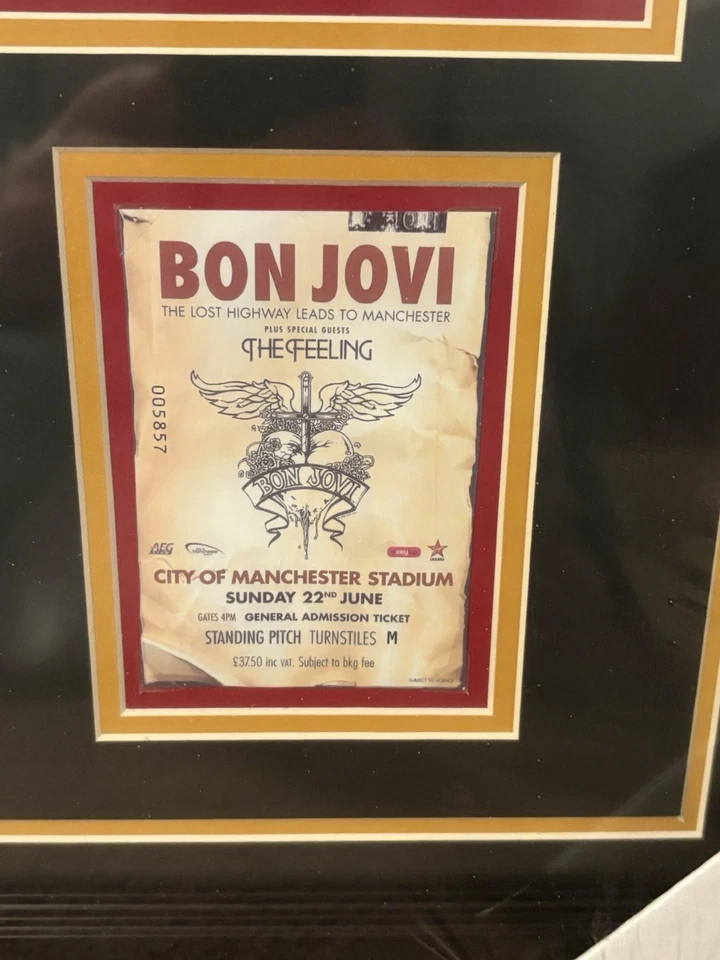 BON JOVI
THE LOST HIGHWAY LEADS TO MANCHESTER
PLUS SPECIAL GUESTS
THE FEELING
005857
BON JOVI
AEG
CITY OF MANCHESTER STADIUM
SUNDAY 22ND JUNE
GATES 4PM GENERAL ADMISSION TICKET
STANDING PITCH TURNSTILES M
£37.50 inc VAT. Subject to bkg fee